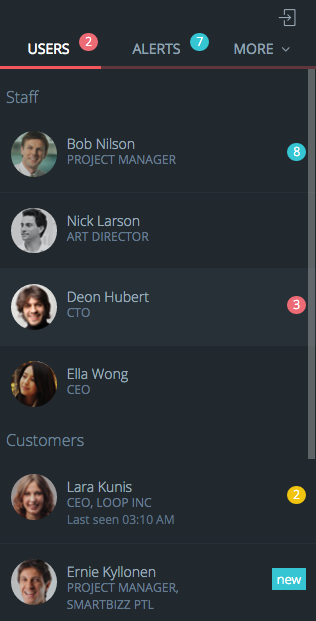 USERS 2 ALERTS 7 MORE
Staff
Bob Nilson
PROJECT MANAGER
8
Nick Larson
ART DIRECTOR
Deon Hubert
CTO
3
Ella Wong
CEO
Customers
Lara Kunis
CEO, LOOP INC
Last seen 03:10 AM
2
Ernie Kyllonen
PROJECT MANAGER,
SMARTBIZZ PTL
new